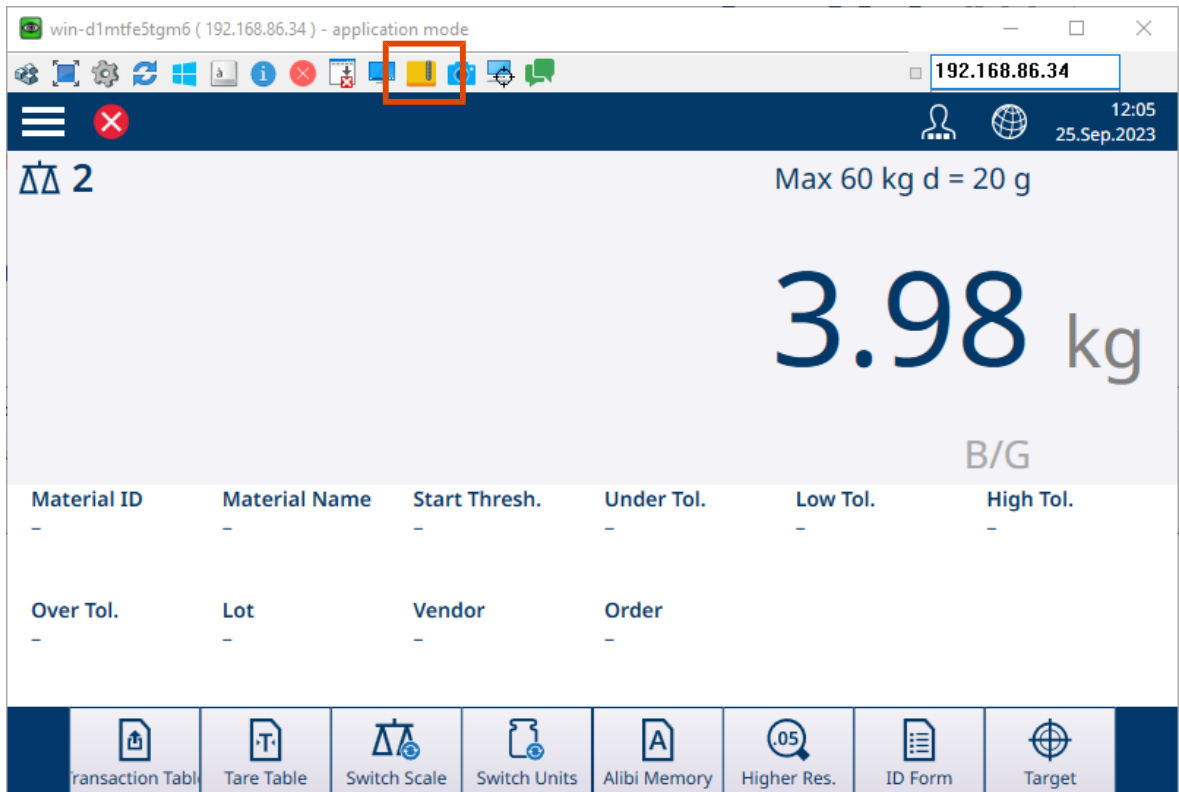 win-d1mtfe5tgm6 ( 192.168.86.34 ) - application mode
192.168.86.34
12:05
25.Sep.2023
2
Max 60 kg d = 20 g
3.98 kg
B/G
Material ID Material Name Start Thresh. Under Tol. Low Tol. High Tol.
– – – – – –
Over Tol. Lot Vendor Order
– – – –
ransaction Tabl Tare Table Switch Scale Switch Units Alibi Memory Higher Res. ID Form Target